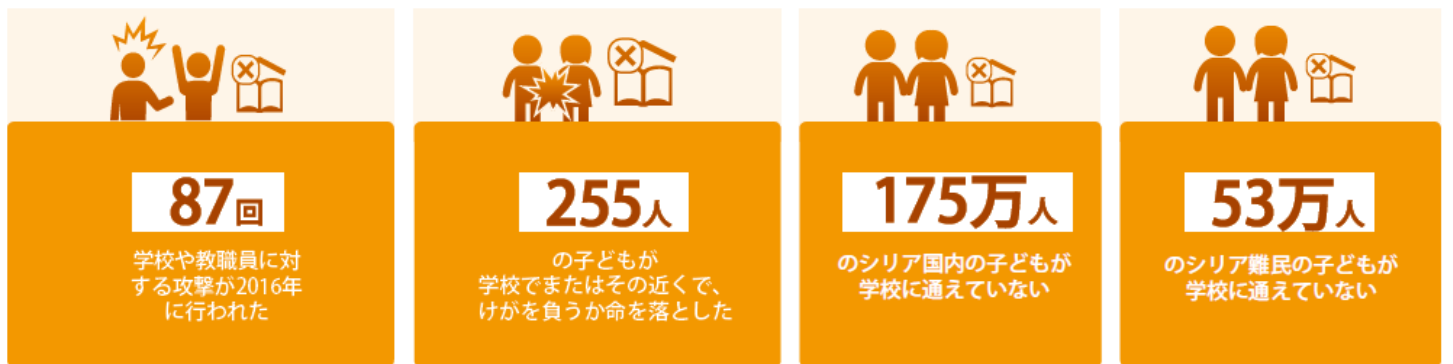 87回
学校や教職員に対
する攻撃が2016年
に行われた
255人
の子どもが
学校でまたはその近くで、
けがを負うか命を落とした
175万人
のシリア国内の子どもが
学校に通えていない
53万人
のシリア難民の子どもが
学校に通えていない